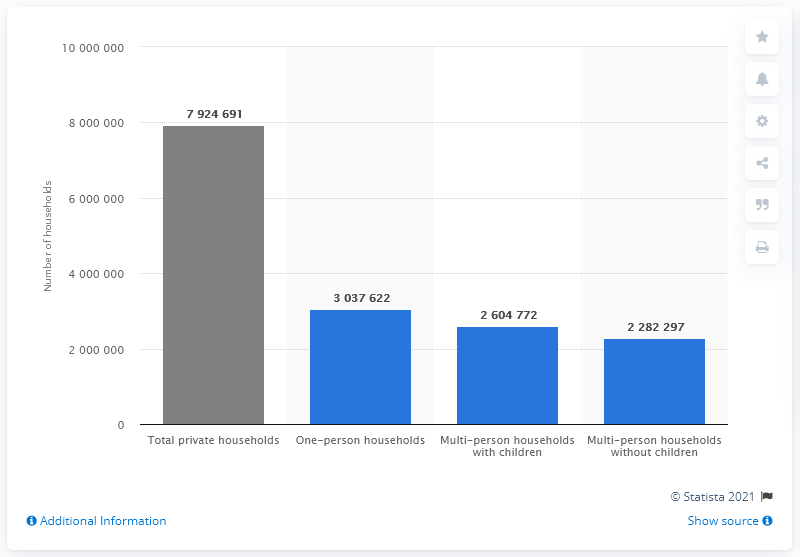 10 000 000
8 000 000
6 000 000
4 000 000
2 000 000
0
Number of households
7 924 691
3 037 622
2 604 772
2 282 297
Total private households
One-person households
Multi-person households
with children
Multi-person households
without children
© Statista 2021
Additional Information
Show source